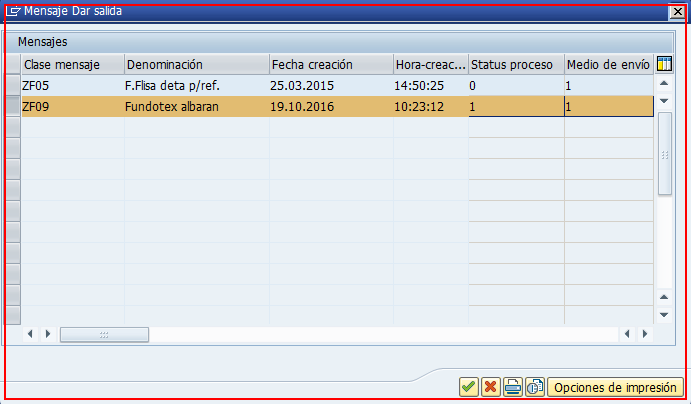 Mensaje Dar salida
Mensajes
Clase mensaje Denominación Fecha creación Hora-creac... Status proceso Medio de envío
ZF05 F.Flisa deta p/ref. 25.03.2015 14:50:25 0 1
ZF09 Fundotex albaran 19.10.2016 10:23:12 1 1
Opciones de impresión